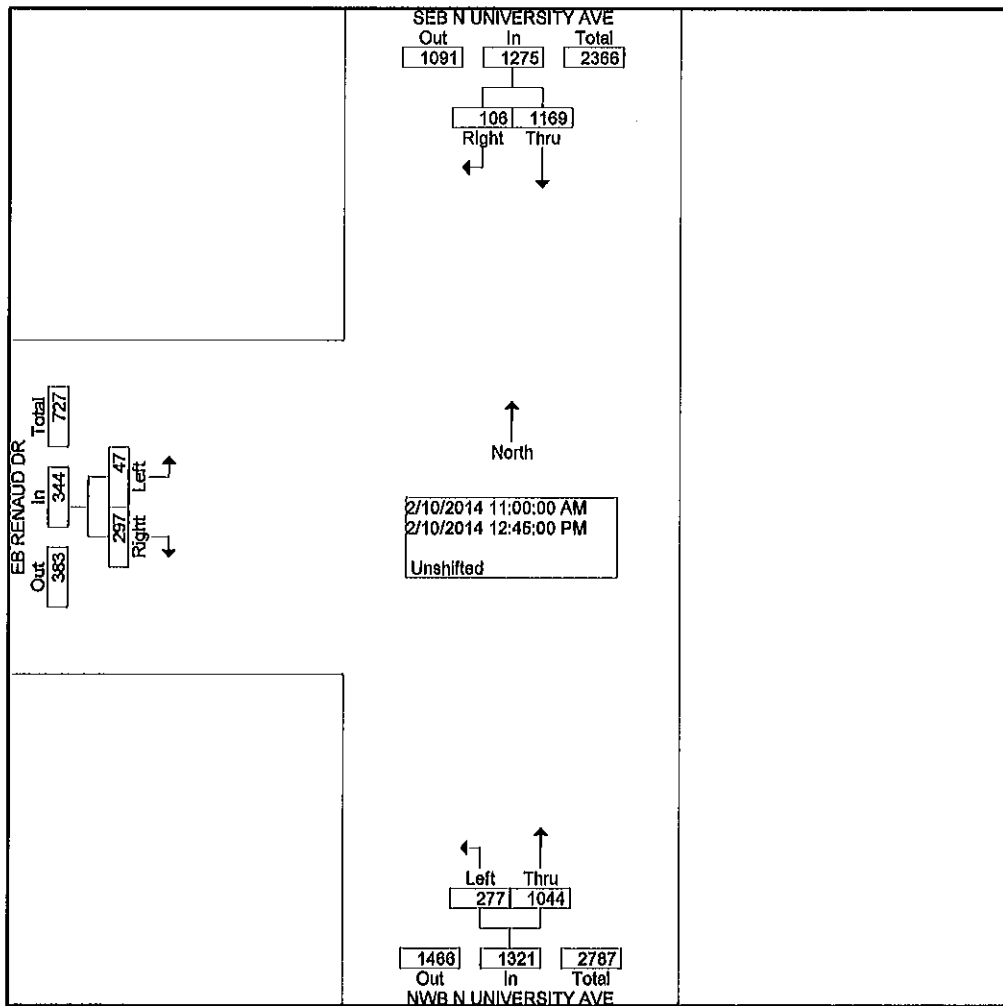 SEB N UNIVERSITY AVE
Out In Total
1091 1275 2366
106 1169
Right Thru
EB RENAUD DR
Total
727
In
344
Out
383
47
Left
297
Right
North
2/10/2014 11:00:00 AM
2/10/2014 12:45:00 PM
Unshifted
Left Thru
277 1044
1466 1321 2787
Out In Total
NWB N UNIVERSITY AVE